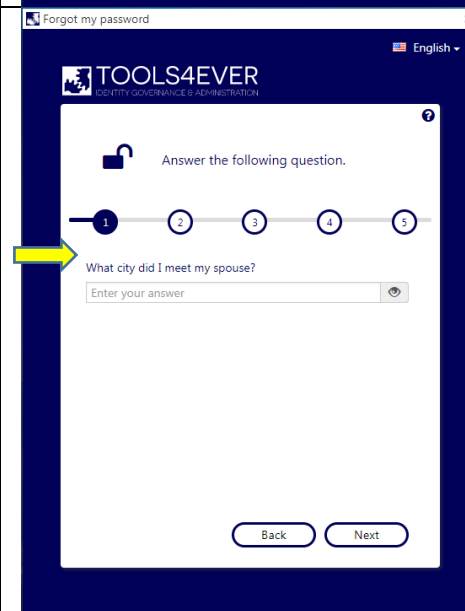 Forgot my password
English
TOOLS4EVER
IDENTITY GOVERNANCE & ADMINISTRATION
?
Answer the following question.
1 2 3 4 5
What city did I meet my spouse?
Enter your answer
Back Next